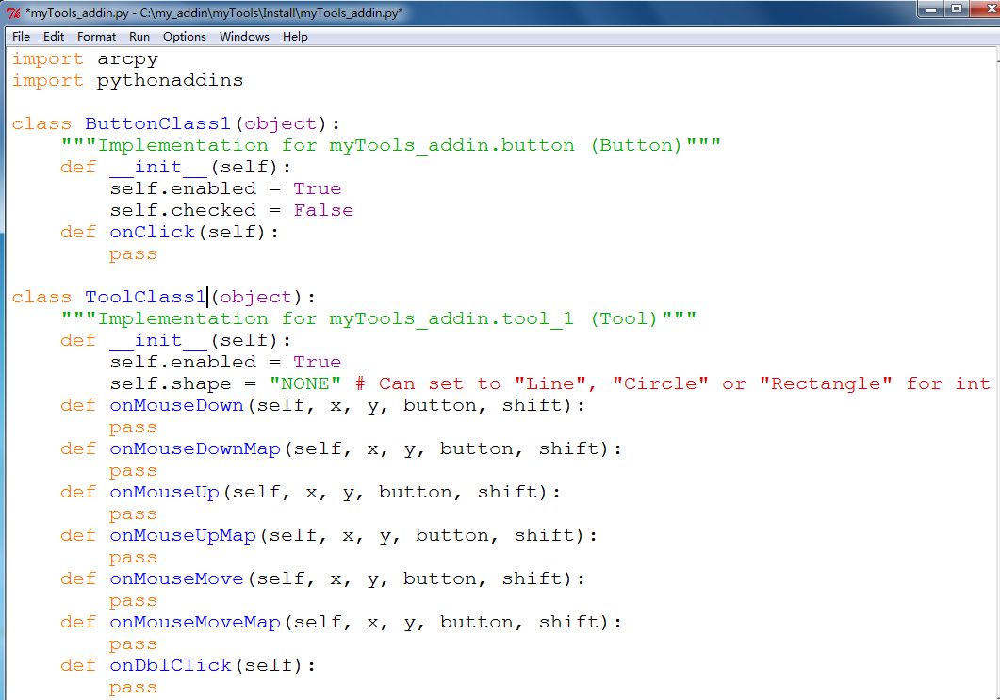 *myTools_addin.py - C:\my_addin\myTools\Install\myTools_addin.py*
File Edit Format Run Options Windows Help
import arcpy
import pythonaddins
class ButtonClass1(object):
    """Implementation for myTools_addin.button (Button)"""
    def __init__(self):
        self.enabled = True
        self.checked = False
    def onClick(self):
        pass
class ToolClass1(object):
    """Implementation for myTools_addin.tool_1 (Tool)"""
    def __init__(self):
        self.enabled = True
        self.shape = "NONE" # Can set to "Line", "Circle" or "Rectangle" for int
    def onMouseDown(self, x, y, button, shift):
        pass
    def onMouseDownMap(self, x, y, button, shift):
        pass
    def onMouseUp(self, x, y, button, shift):
        pass
    def onMouseUpMap(self, x, y, button, shift):
        pass
    def onMouseMove(self, x, y, button, shift):
        pass
    def onMouseMoveMap(self, x, y, button, shift):
        pass
    def onDblClick(self):
        pass